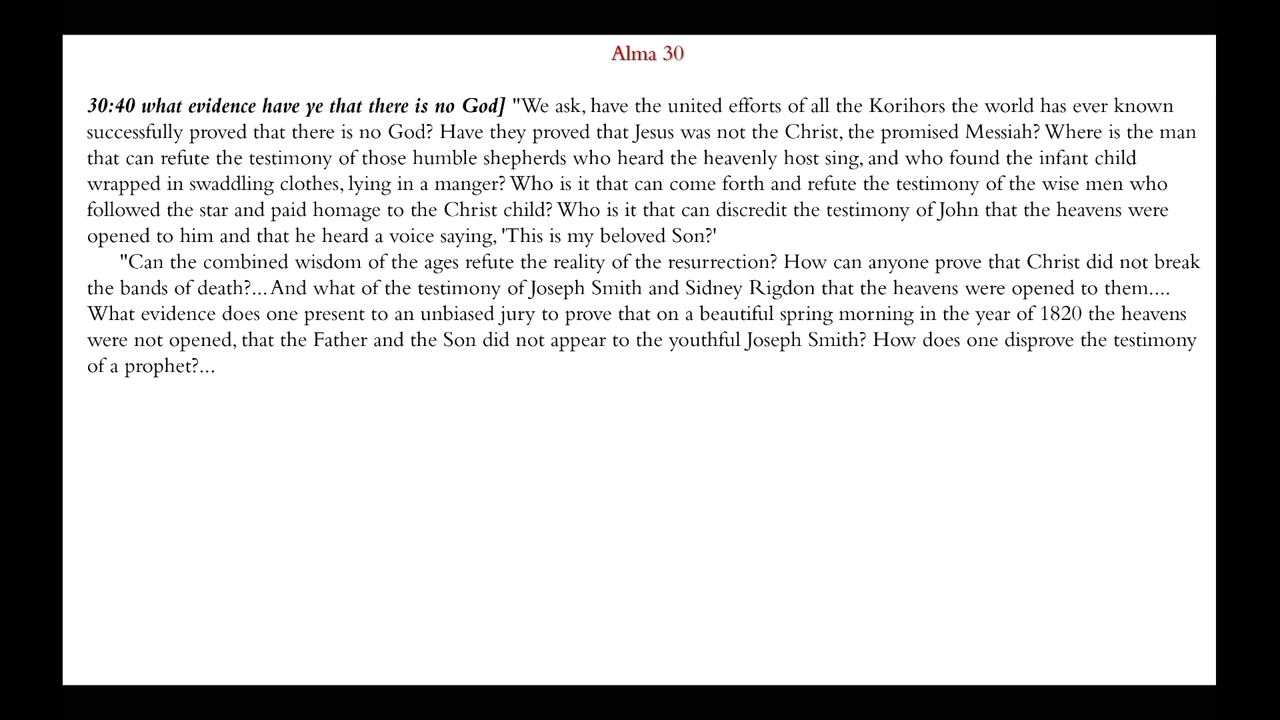 Alma 30
30:40 what evidence have ye that there is no God] "We ask, have the united efforts of all the Korihors the world has ever known
successfully proved that there is no God? Have they proved that Jesus was not the Christ, the promised Messiah? Where is the man
that can refute the testimony of those humble shepherds who heard the heavenly host sing, and who found the infant child
wrapped in swaddling clothes, lying in a manger? Who is it that can come forth and refute the testimony of the wise men who
followed the star and paid homage to the Christ child? Who is it that can discredit the testimony of John that the heavens were
opened to him and that he heard a voice saying, 'This is my beloved Son?'
"Can the combined wisdom of the ages refute the reality of the resurrection? How can anyone prove that Christ did not break
the bands of death?... And what of the testimony of Joseph Smith and Sidney Rigdon that the heavens were opened to them....
What evidence does one present to an unbiased jury to prove that on a beautiful spring morning in the year of 1820 the heavens
were not opened, that the Father and the Son did not appear to the youthful Joseph Smith? How does one disprove the testimony
of a prophet?...